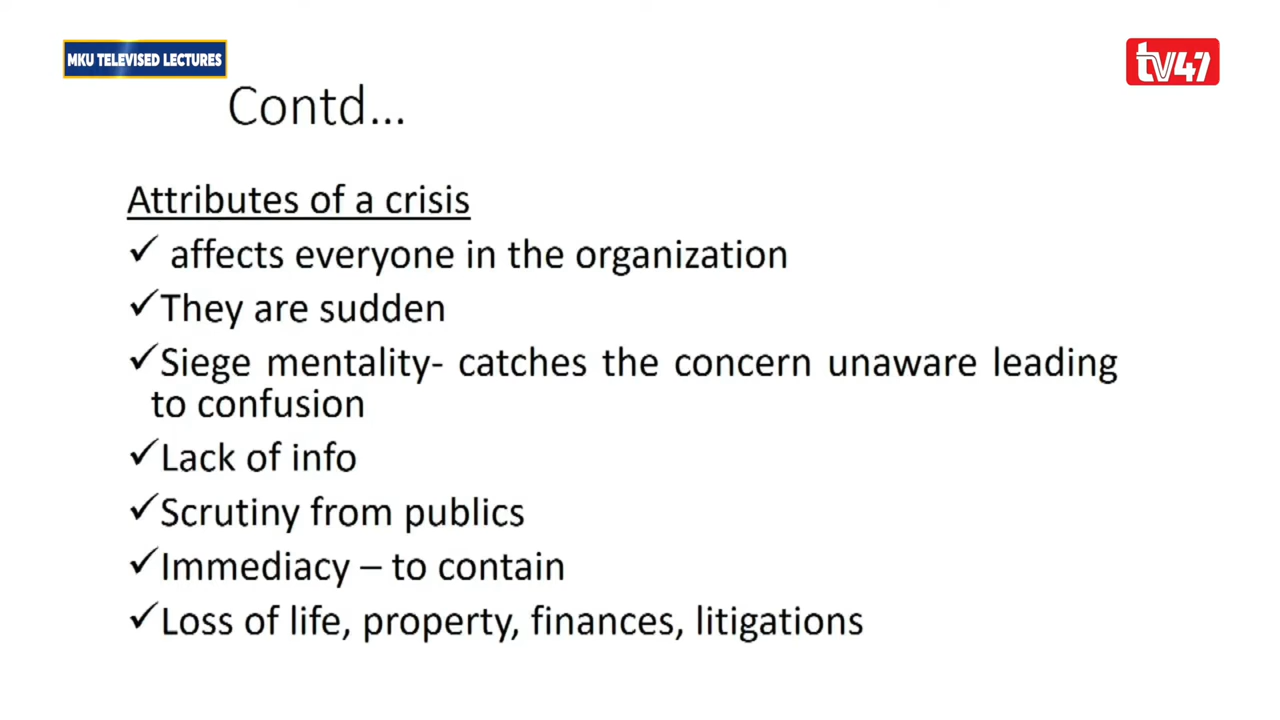 MKU TELEVISED LECTURES
tv47
Contd...
Attributes of a crisis
✓ affects everyone in the organization
✓They are sudden
✓Siege mentality- catches the concern unaware leading
to confusion
✓Lack of info
✓Scrutiny from publics
✓Immediacy – to contain
✓Loss of life, property, finances, litigations